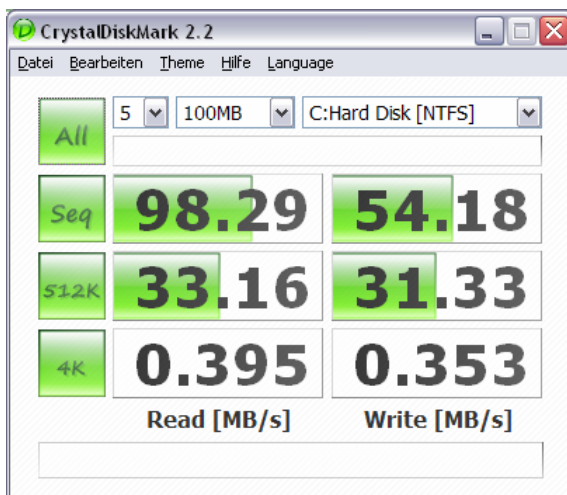 CrystalDiskMark 2.2
Datei Bearbeiten Theme Hilfe Language
All 5 100MB C:Hard Disk [NTFS]
Seq 98.29 54.18
512K 33.16 31.33
4K 0.395 0.353
Read [MB/s] Write [MB/s]